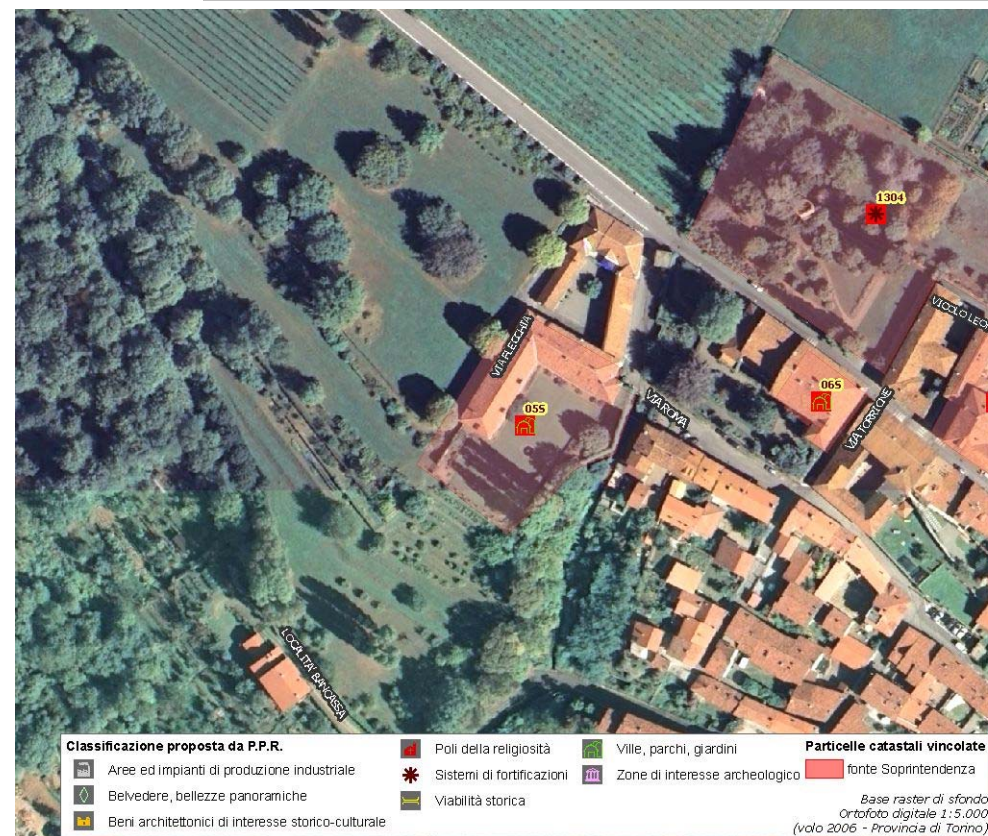 1304
VICOLO LEO
VIA FLECCHIA
05S
06S
VIA ROMA
VIA TORRIONE
LOCALITA' BANCASSA
Classificazione proposta da P.P.R.
Aree ed impianti di produzione industriale
Belvedere, bellezze panoramiche
Beni architettonici di interesse storico-culturale
Poli della religiosità
Sistemi di fortificazioni
Viabilità storica
Ville, parchi, giardini
Zone di interesse archeologico
Particelle catastali vincolate
fonte Soprintendenza
Base raster di sfondo
Ortofoto digitale 1:5.000
(volo 2006 - Provincia di Torino)